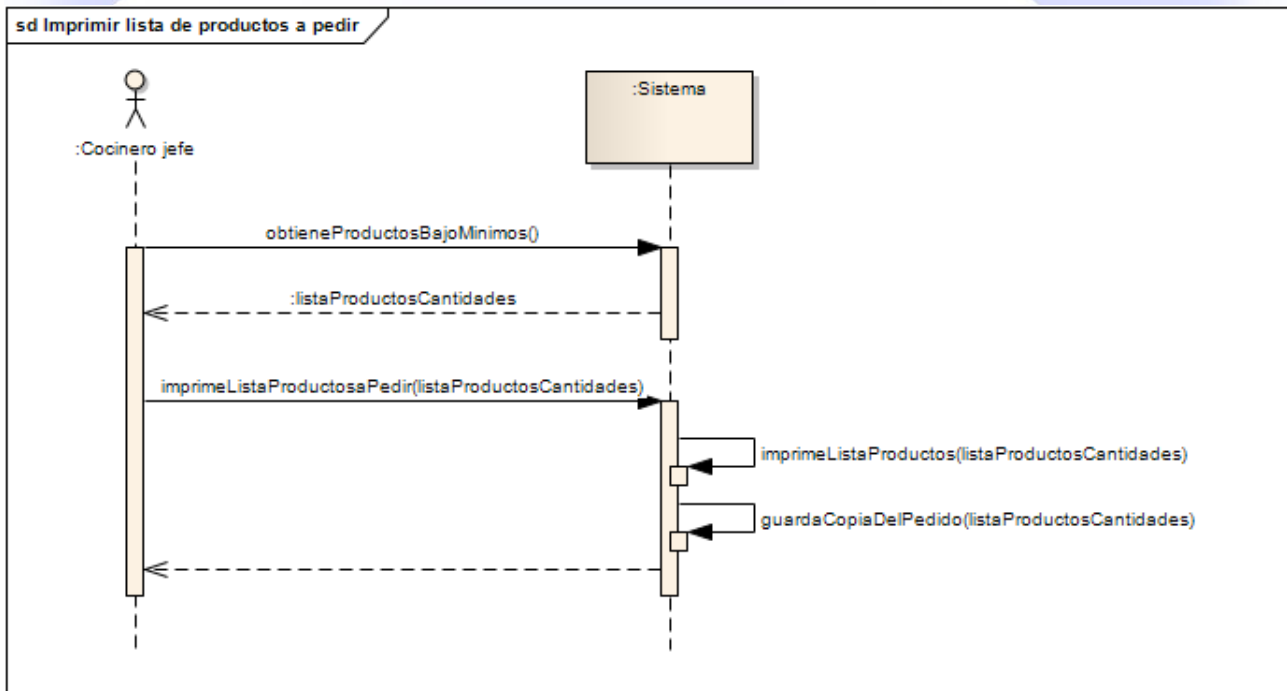 sd Imprimir lista de productos a pedir
:Cocinero jefe
:Sistema
obtieneProductosBajoMinimos()
:listaProductosCantidades
imprimeListaProductosaPedir(listaProductosCantidades)
imprimeListaProductos(listaProductosCantidades)
guardaCopiaDelPedido(listaProductosCantidades)